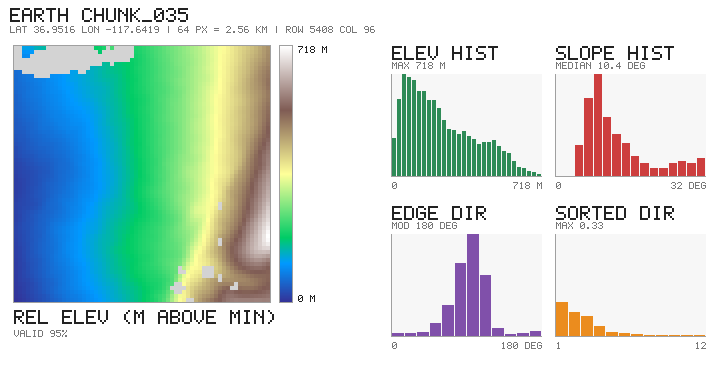 EARTH CHUNK_035
LAT 36.9516 LON -117.6419 | 64 PX = 2.56 KM | ROW 5408 COL 96
718 M
0 M
REL ELEV (M ABOVE MIN)
VALID 95%
ELEV HIST
MAX 718 M
0 718 M
SLOPE HIST
MEDIAN 10.4 DEG
0 32 DEG
EDGE DIR
MOD 180 DEG
0 180 DEG
SORTED DIR
MAX 0.33
1 12